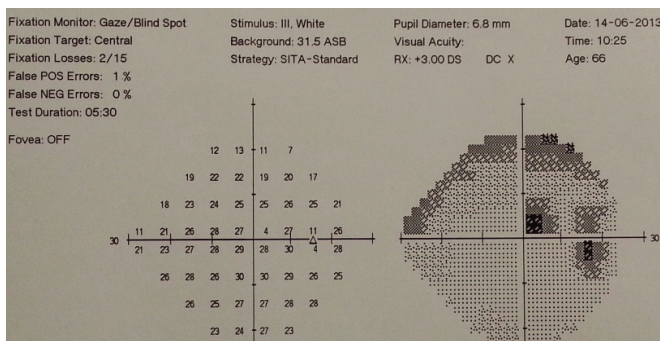 Fixation Monitor: Gaze/Blind Spot Stimulus: III, White Pupil Diameter: 6.8 mm Date: 14-06-2013
Fixation Target: Central Background: 31.5 ASB Visual Acuity: Time: 10:25
Fixation Losses: 2/15 Strategy: SITA-Standard RX: +3.00 DS DC X Age: 66
False POS Errors: 1 %
False NEG Errors: 0 %
Test Duration: 05:30
Fovea: OFF
12 13 11 7
19 22 22 19 20 17
18 23 24 25 25 26 25 21
11 21 26 28 27 4 27 11 26
30 30
21 23 27 28 29 28 30 4 28
26 28 26 30 30 29 26 25
26 25 27 27 28 28
23 24 27 23